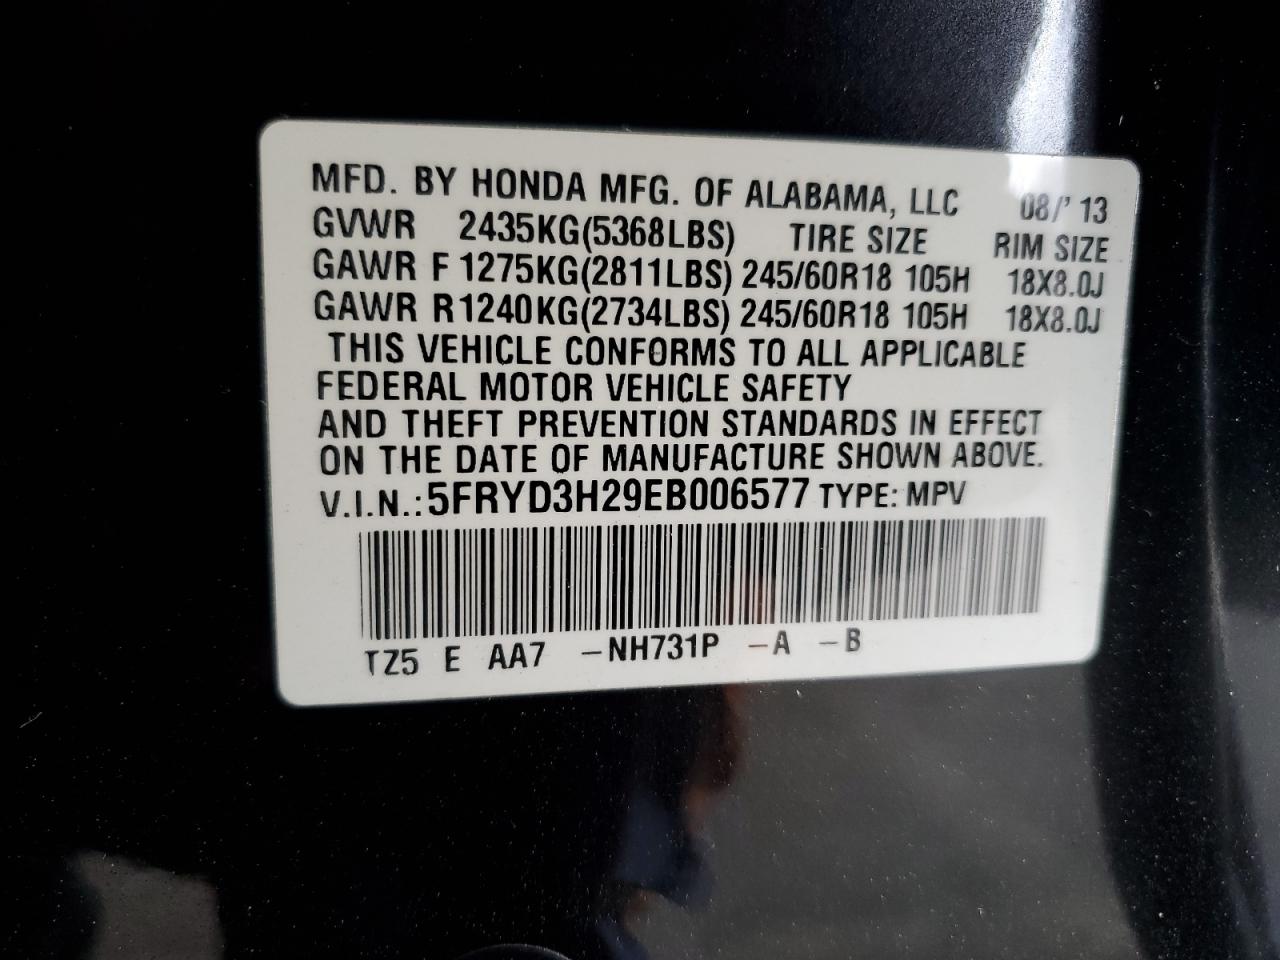 MFD. BY HONDA MFG. OF ALABAMA, LLC 08/' 13
GVWR 2435KG(5368LBS) TIRE SIZE RIM SIZE
GAWR F 1275KG(2811LBS) 245/60R18 105H 18X8.0J
GAWR R1240KG(2734LBS) 245/60R18 105H 18X8.0J
THIS VEHICLE CONFORMS TO ALL APPLICABLE
FEDERAL MOTOR VEHICLE SAFETY
AND THEFT PREVENTION STANDARDS IN EFFECT
ON THE DATE OF MANUFACTURE SHOWN ABOVE.
V.I.N.: 5FRYD3H29EB006577 TYPE: MPV
TZ5 E AA7 -NH731P -A -B